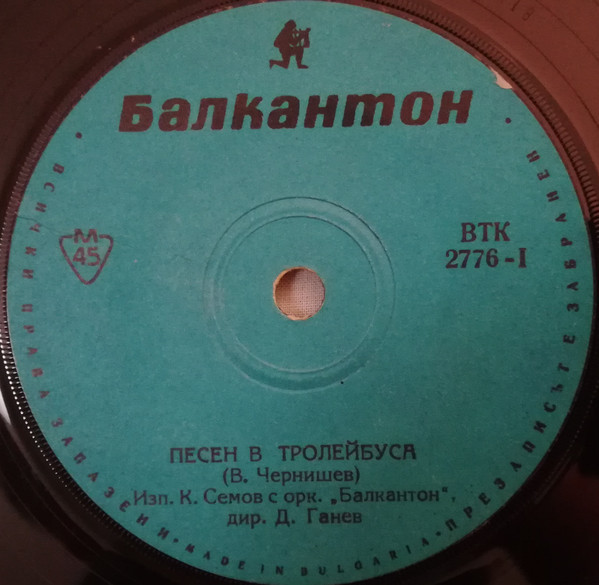 Балкантон
М
45
ВТК
2776-I
ПЕСЕН В ТРОЛЕЙБУСА
(В. Чернишев)
Изп. К. Семов с орк. „Балкантон",
дир. Д. Ганев
• ВСИЧКИ ПРАВА ЗАПАЗЕНИ • MADE IN BULGARIA • ПРЕЗАПИСЪТ Е ЗАБРАНЕН •